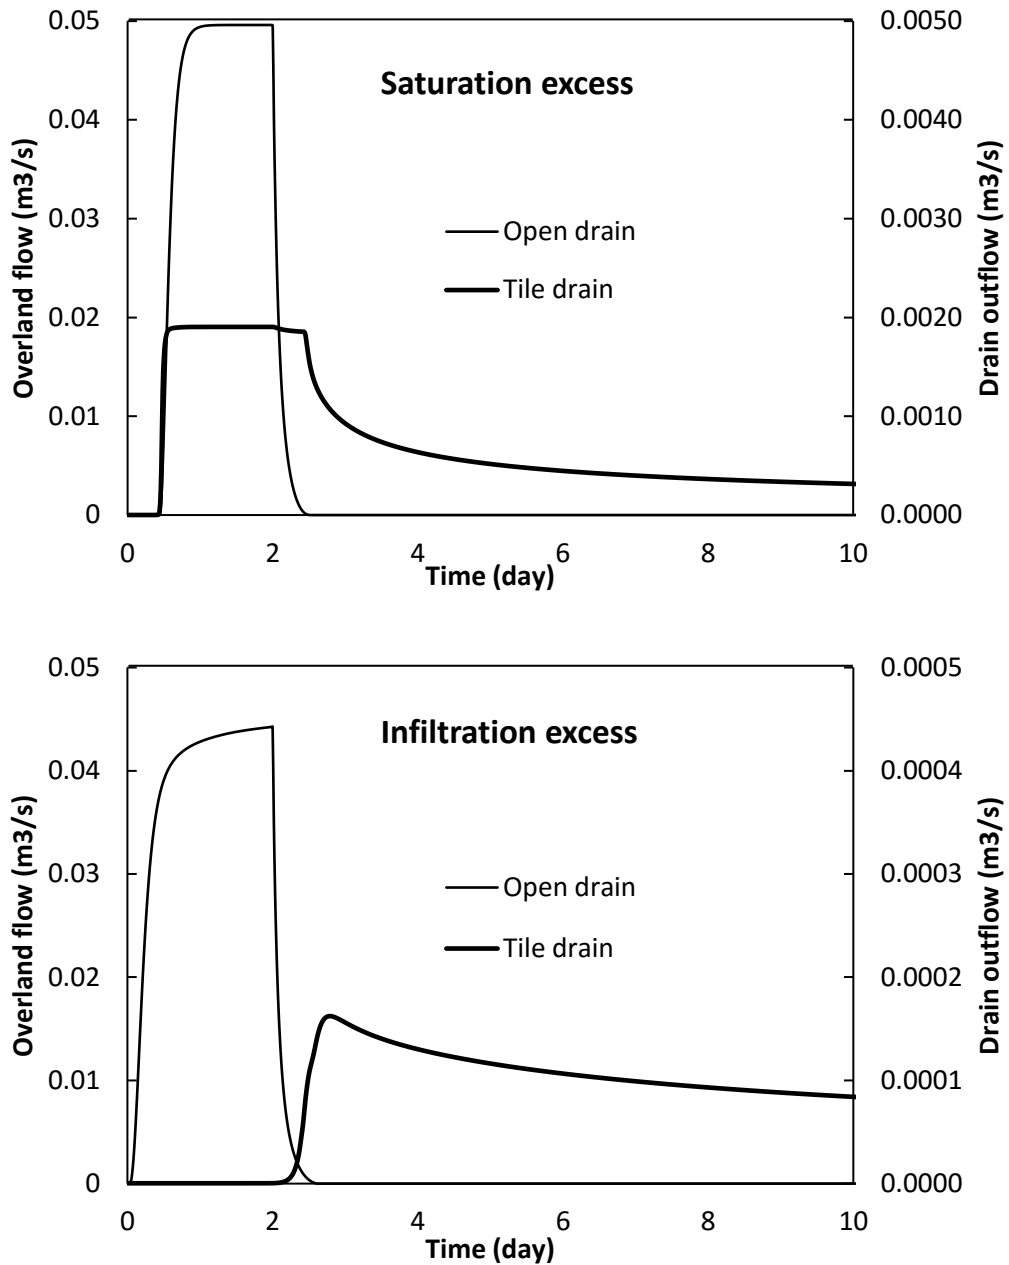 Saturation excess
Overland flow (m3/s)
0.05
0.04
0.03
0.02
0.01
0
Open drain
Tile drain
0.0050
0.0040
0.0030
0.0020
0.0010
0.0000
Drain outflow (m3/s)
0 2 4 6 8 10
Time (day)
Infiltration excess
Overland flow (m3/s)
0.05
0.04
0.03
0.02
0.01
0
Open drain
Tile drain
0.0005
0.0004
0.0003
0.0002
0.0001
0.0000
Drain outflow (m3/s)
0 2 4 6 8 10
Time (day)